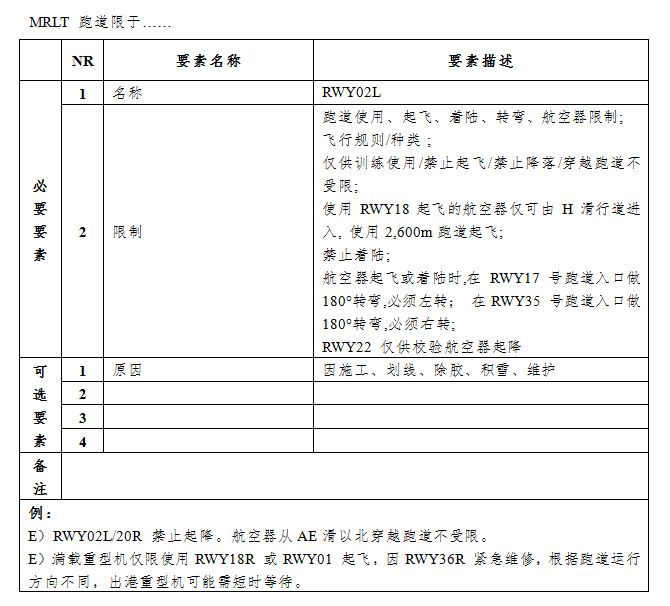 MRLT 跑道限于……
NR 要素名称 要素描述
必要要素
1 名称 RWY02L
2 限制
跑道使用、起飞、着陆、转弯、航空器限制;
飞行规则/种类；
仅供训练使用/禁止起飞/禁止降落/穿越跑道不
受限;
使用 RWY18 起飞的航空器仅可由 H 滑行道进
入, 使用 2,600m 跑道起飞;
禁止着陆;
航空器起飞或着陆时,在 RWY17 号跑道入口做
180°转弯,必须左转； 在 RWY35 号跑道入口做
180°转弯,必须右转;
RWY22 仅供校验航空器起降
可选要素
1 原因 因施工、划线、除胶、积雪、维护
2
3
4
备注
例：
E）RWY02L/20R 禁止起降。航空器从 AE 滑以北穿越跑道不受限。
E）满载重型机仅限使用 RWY18R 或 RWY01 起飞，因 RWY36R 紧急维修，根据跑道运行
方向不同，出港重型机可能需短时等待。